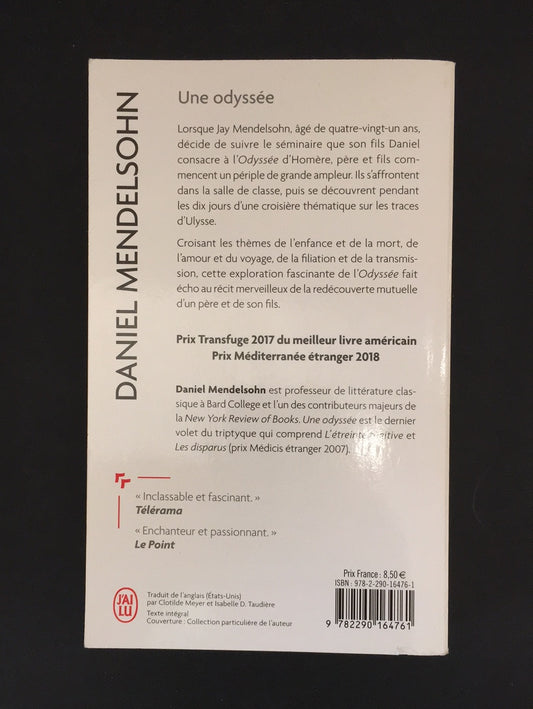 DANIEL MENDELSOHN
Une odyssée
Lorsque Jay Mendelsohn, âgé de quatre-vingt-un ans,
décide de suivre le séminaire que son fils Daniel
consacre à l'Odyssée d'Homère, père et fils com-
mencent un périple de grande ampleur. Ils s'affrontent
dans la salle de classe, puis se découvrent pendant
les dix jours d'une croisière thématique sur les traces
d'Ulysse.
Croisant les thèmes de l'enfance et de la mort, de
l'amour et du voyage, de la filiation et de la transmis-
sion, cette exploration fascinante de l'Odyssée fait
écho au récit merveilleux de la redécouverte mutuelle
d'un père et de son fils.
Prix Transfuge 2017 du meilleur livre américain
Prix Méditerranée étranger 2018
Daniel Mendelsohn est professeur de littérature clas-
sique à Bard College et l'un des contributeurs majeurs de
la New York Review of Books. Une odyssée est le dernier
volet du triptyque qui comprend L'étreinte fugitive et
Les disparus (prix Médicis étranger 2007).
« Inclassable et fascinant. »
Télérama
« Enchanteur et passionnant. »
Le Point
J'AI
LU
Traduit de l'anglais (États-Unis)
par Clotilde Meyer et Isabelle D. Taudière
Texte intégral
Couverture : Collection particulière de l'auteur
Prix France : 8,50 €
ISBN : 978-2-290-16476-1
9 782290 164761